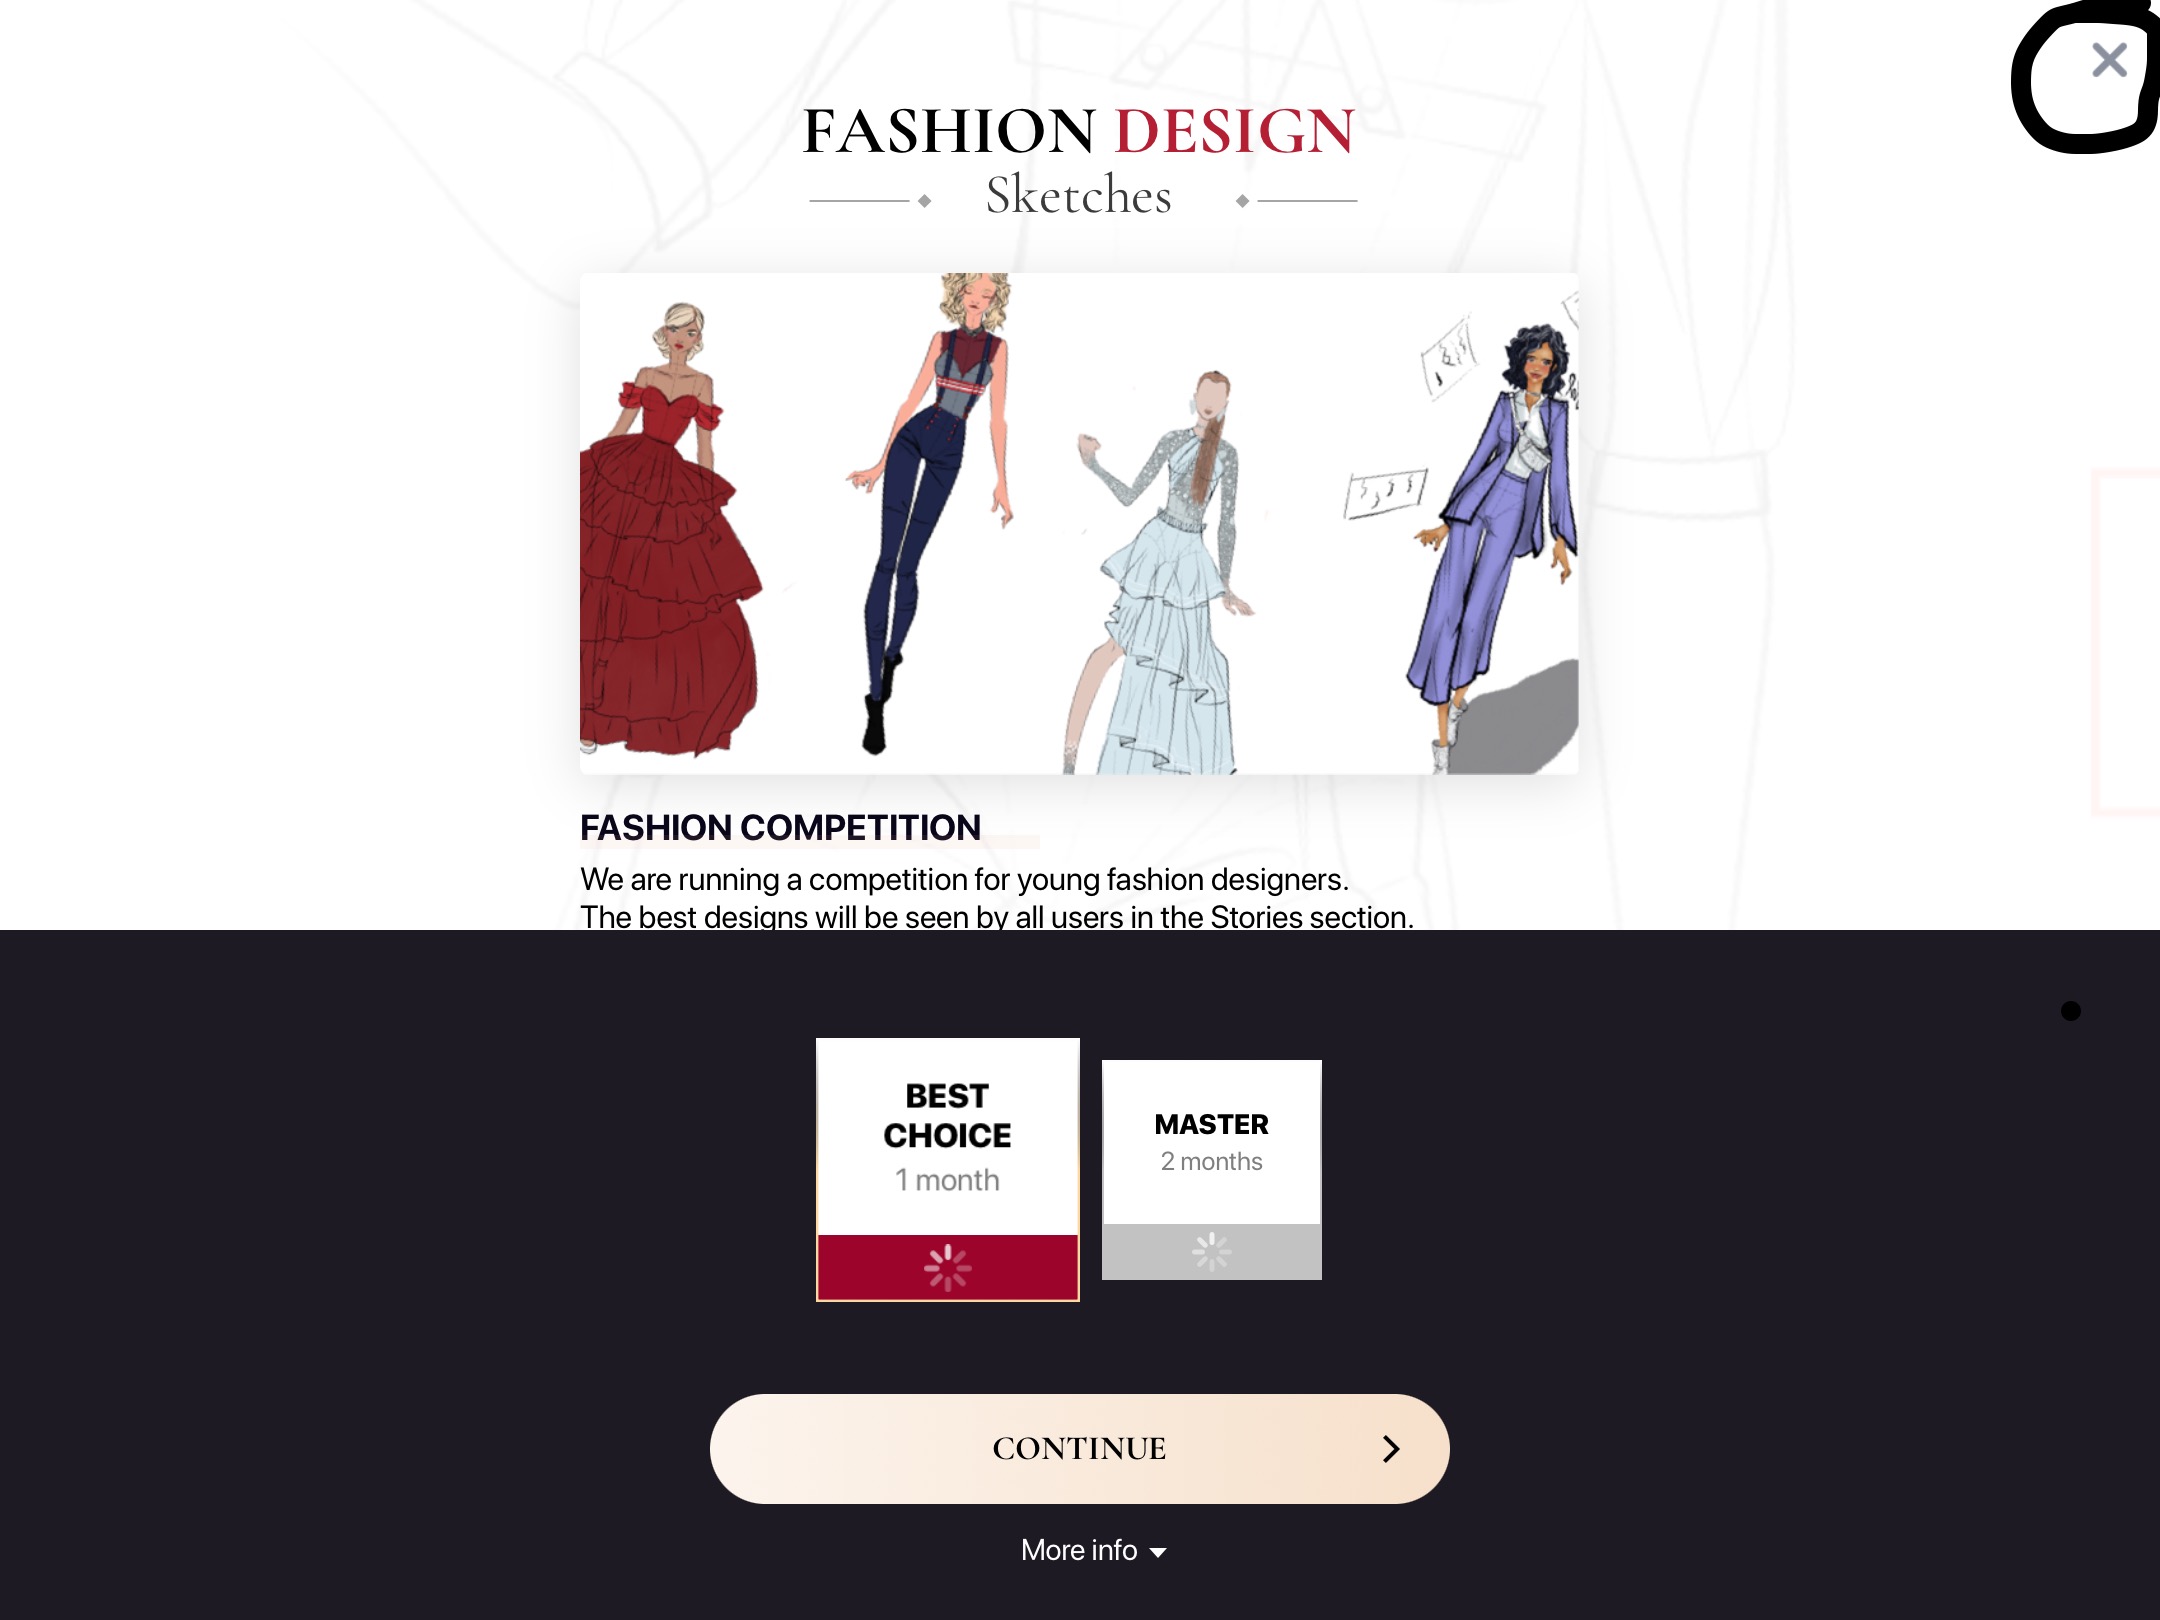 FASHION DESIGN
Sketches
FASHION COMPETITION
We are running a competition for young fashion designers.
The best designs will be seen by all users in the Stories section.
BEST
CHOICE
1 month
MASTER
2 months
CONTINUE
More info